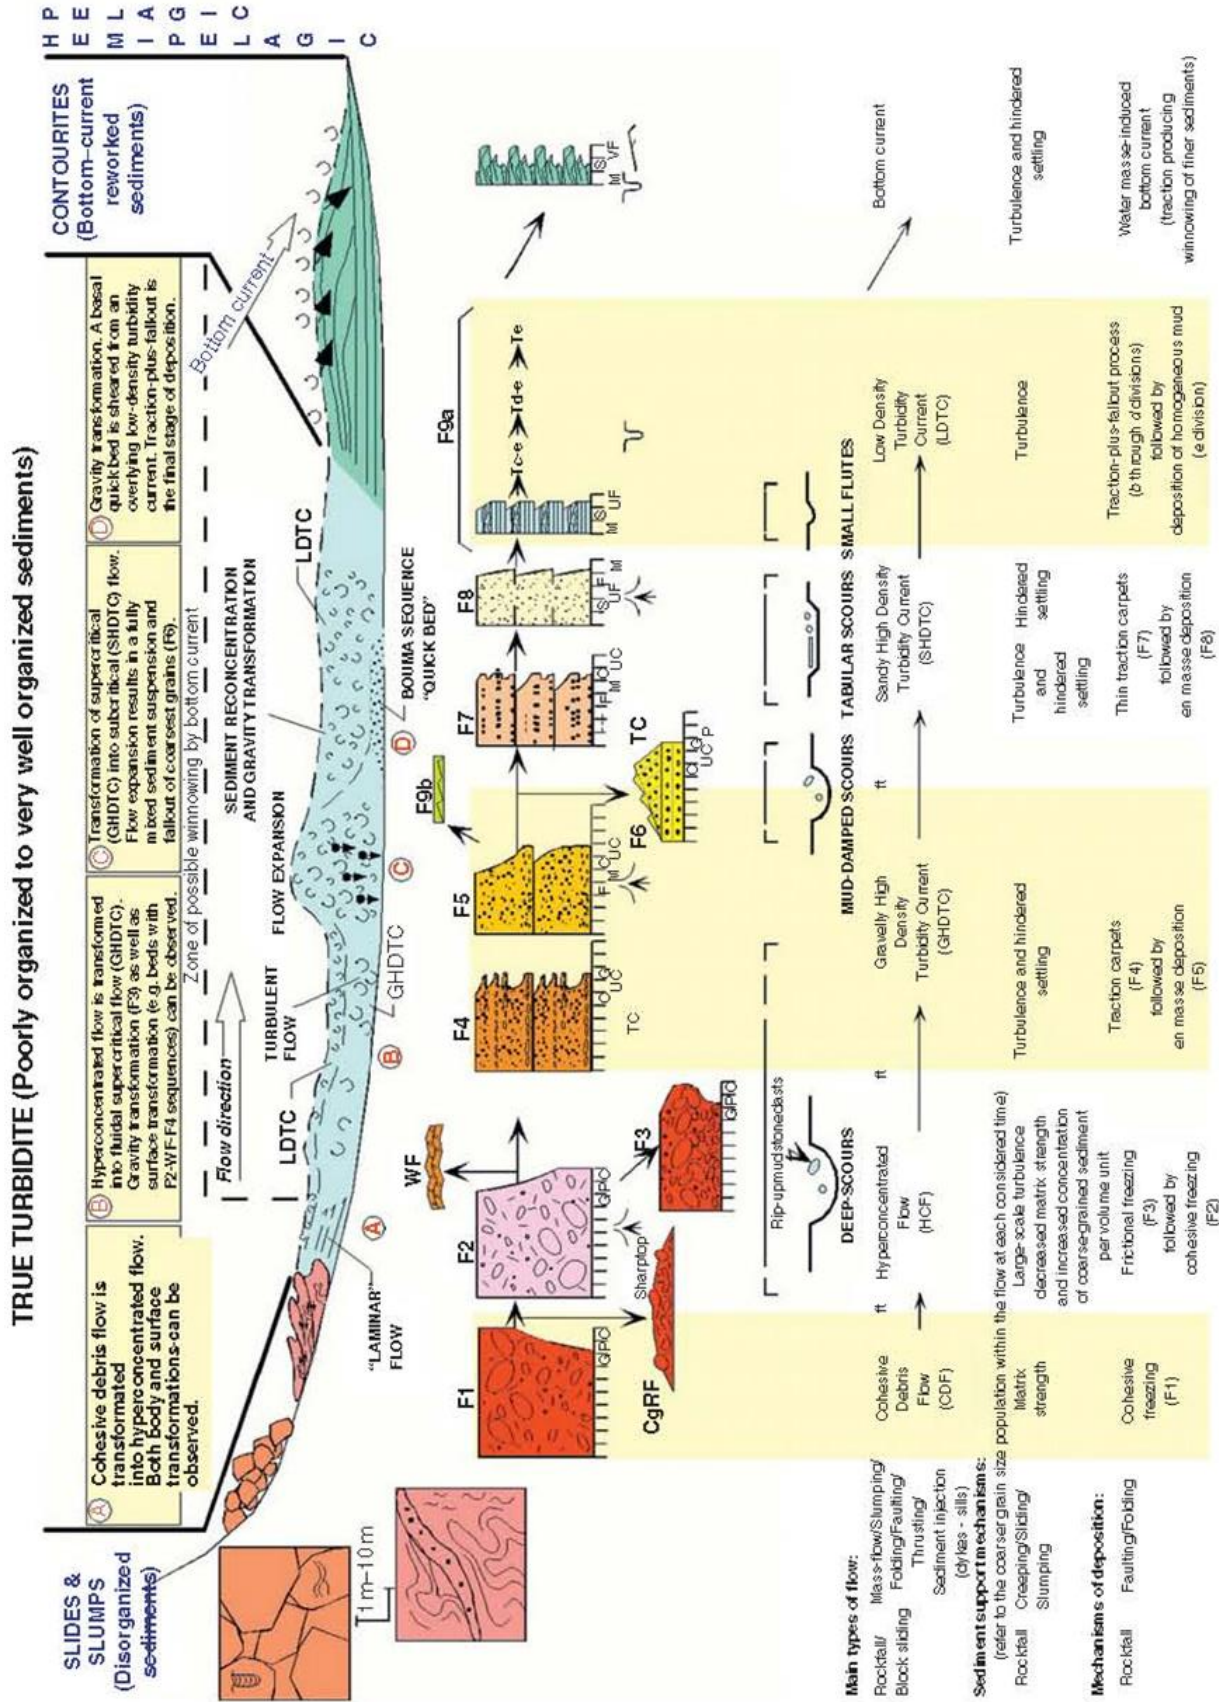 TRUE TURBIDITE (Poorly organized to very well organized sediments)
SLIDES &
SLUMPS
(Disorganized
sediments)
CONTOURITES
(Bottom-current
reworked
sediments)
HEMIPELAGIC
PELAGIC
A Cohesive debris flow is
transformated
into hyperconcentrated flow.
Both body and surface
transformations-can be
observed.
B Hyperconcentrated flow is transformed
into fluidal supercritical flow (GHDTC).
Gravity transformation (F3) as well as
surface transformation (e.g. beds with
F2-WF-F4 sequences) can be observed.
C Transformation of supercritical
(GHDTC) into subcritical (SHDTC) flow.
Flow expansion results in a fully
mixed sediment suspension and
fallout of coarsest grains (F6).
D Gravity transformation. A basal
quick bed is sheared from an
overlying low-density turbidity
current. Traction-plus-fallout is
the final stage of deposition.
Zone of possible winnowing by bottom current
Flow direction
Bottom current
LDTC
TURBULENT
FLOW
FLOW EXPANSION
SEDIMENT RECONCENTRATION
AND GRAVITY TRANSFORMATION
LDTC
"LAMINAR"
FLOW
A
B
GHDTC
C
D
BOUMA SEQUENCE
"QUICK BED"
1m–10m
F1
CgRF
F2
Sharp top
WF
F3
F4
TC
F5
F9b
F6
TC
F7
F8
F9a
Tc-e
Td-e
Te
Rip-up mudstone clasts
DEEP-SCOURS
MUD-DAMPED SCOURS
TABULAR SCOURS
SMALL FLUTES
Main types of flow:
Rockfall/
Block sliding
Mass-flow/Slumping/
Folding/Faulting/
Thrusting/
Sediment injection
(dykes - sills)
Cohesive
Debris
Flow
(CDF)
ft
Hyperconcentrated
Flow
(HCF)
ft
Gravelly High
Density
Turbidity Current
(GHDTC)
ft
Sandy High Density
Turbidity Current
(SHDTC)
Low Density
Turbidity
Current
(LDTC)
Bottom current
Sediment support mechanisms:
(refer to the coarser grain size population within the flow at each considered time)
Rockfall
Creeping/Sliding/
Slumping
Matrix
strength
Large-scale turbulence
decreased matrix strength
and increased concentration
of coarse-grained sediment
per volume unit
Turbulence and hindered
settling
Turbulence
and
hindered
settling
Hindered
settling
Turbulence
Turbulence and hindered
settling
Mechanisms of deposition:
Rockfall
Faulting/Folding
Cohesive
freezing
(F1)
Frictional freezing
(F3)
followed by
cohesive freezing
(F2)
Traction carpets
(F4)
followed by
en masse deposition
(F5)
Thin traction carpets
(F7)
followed by
en masse deposition
(F8)
Traction-plus-fallout process
(b through d divisions)
followed by
deposition of homogeneous mud
(e division)
Water masse-induced
bottom current
(traction producing
winnowing of finer sediments)